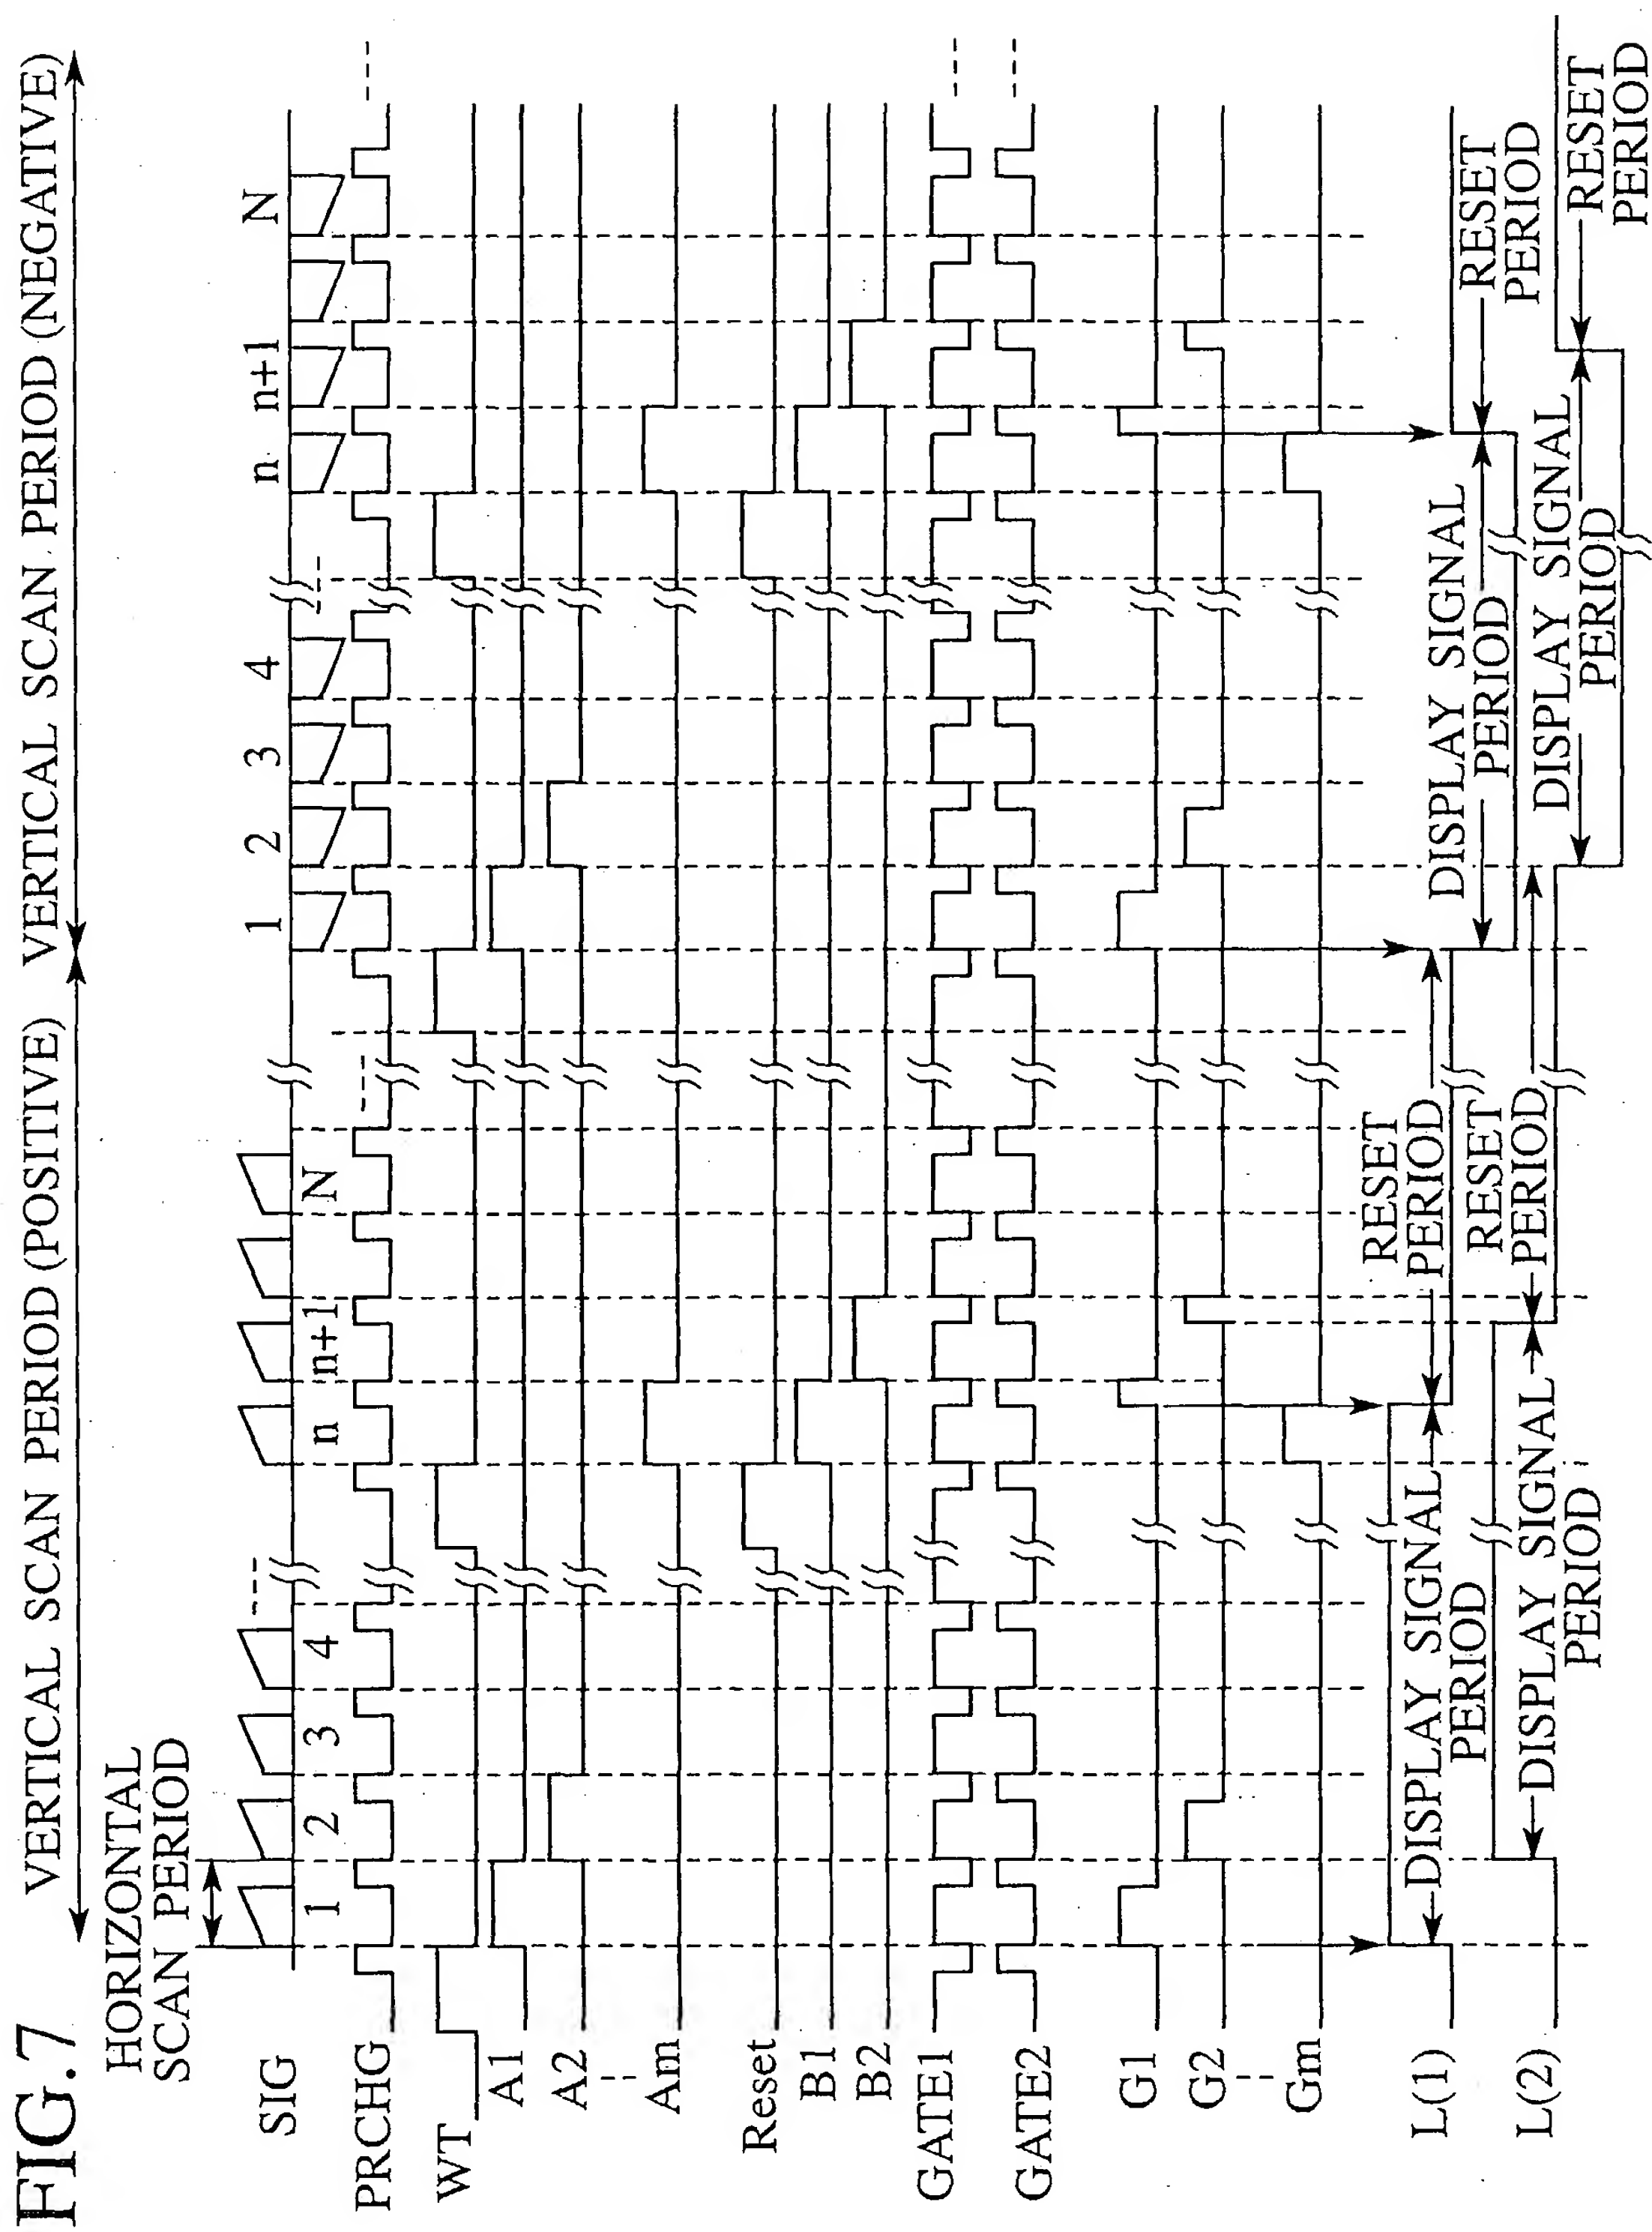 FIG.7
VERTICAL SCAN PERIOD (POSITIVE)
VERTICAL SCAN PERIOD (NEGATIVE)
HORIZONTAL
SCAN PERIOD
SIG
1
2
3
4
n
n+1
N
1
2
3
4
n
n+1
N
PRCHG
WT
A1
A2
Am
Reset
B1
B2
GATE1
GATE2
G1
G2
Gm
L(1)
DISPLAY SIGNAL
PERIOD
RESET
PERIOD
DISPLAY SIGNAL
PERIOD
RESET
PERIOD
L(2)
DISPLAY SIGNAL
PERIOD
RESET
PERIOD
DISPLAY SIGNAL
PERIOD
RESET
PERIOD